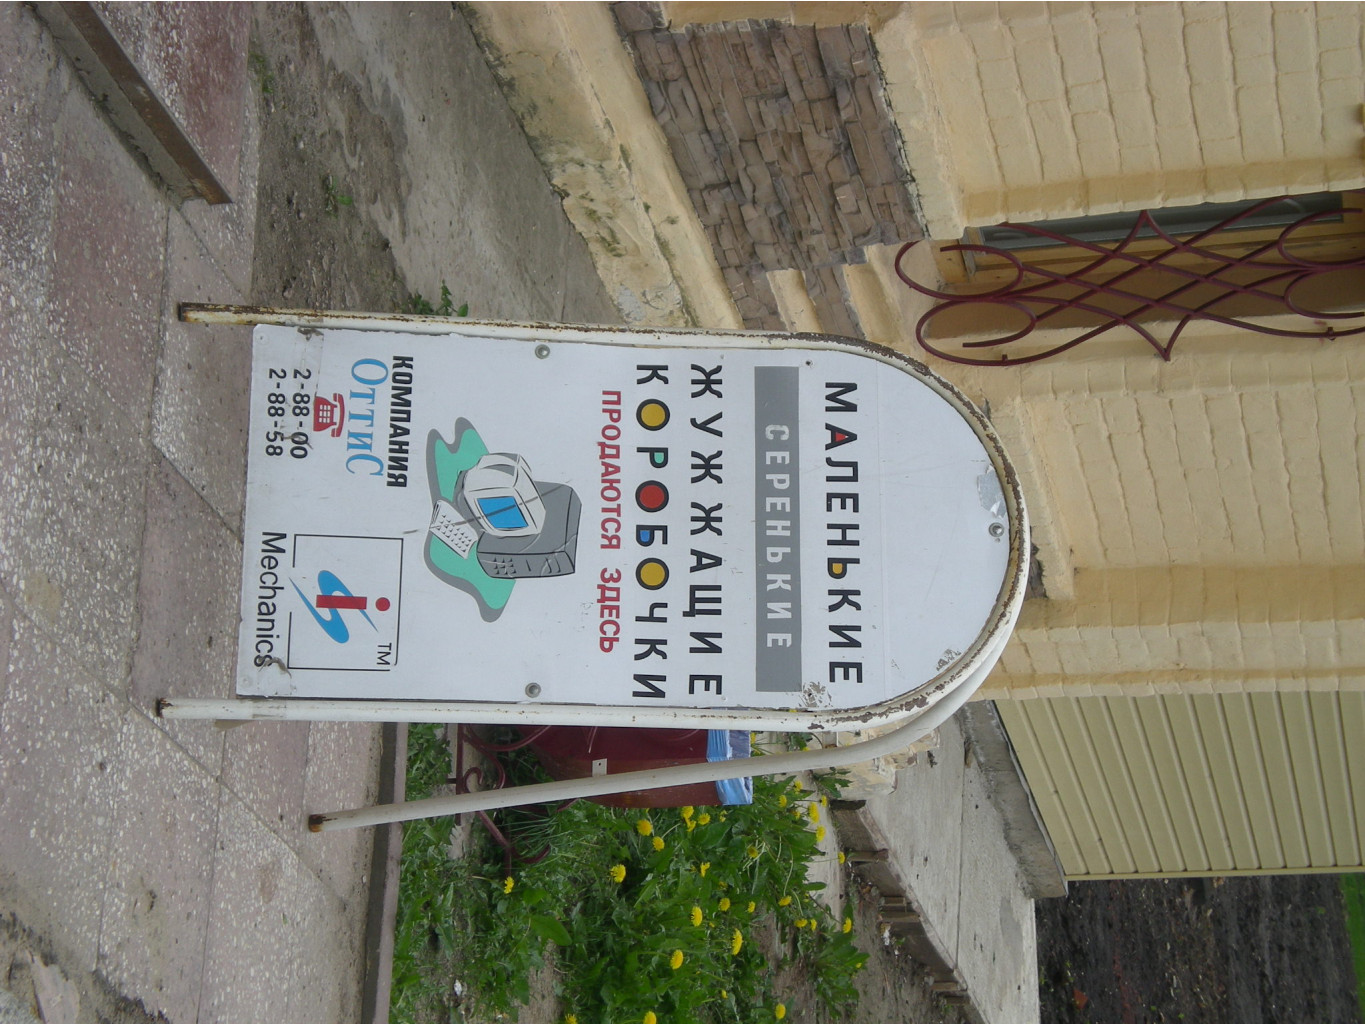 МАЛЕНЬКИЕ
СЕРЕНЬКИЕ
ЖУЖЖАЩИЕ
КОРОБОЧКИ
ПРОДАЮТСЯ ЗДЕСЬ
КОМПАНИЯ
ОттиС
2-88-00
2-88-58
i
TM
Mechanics